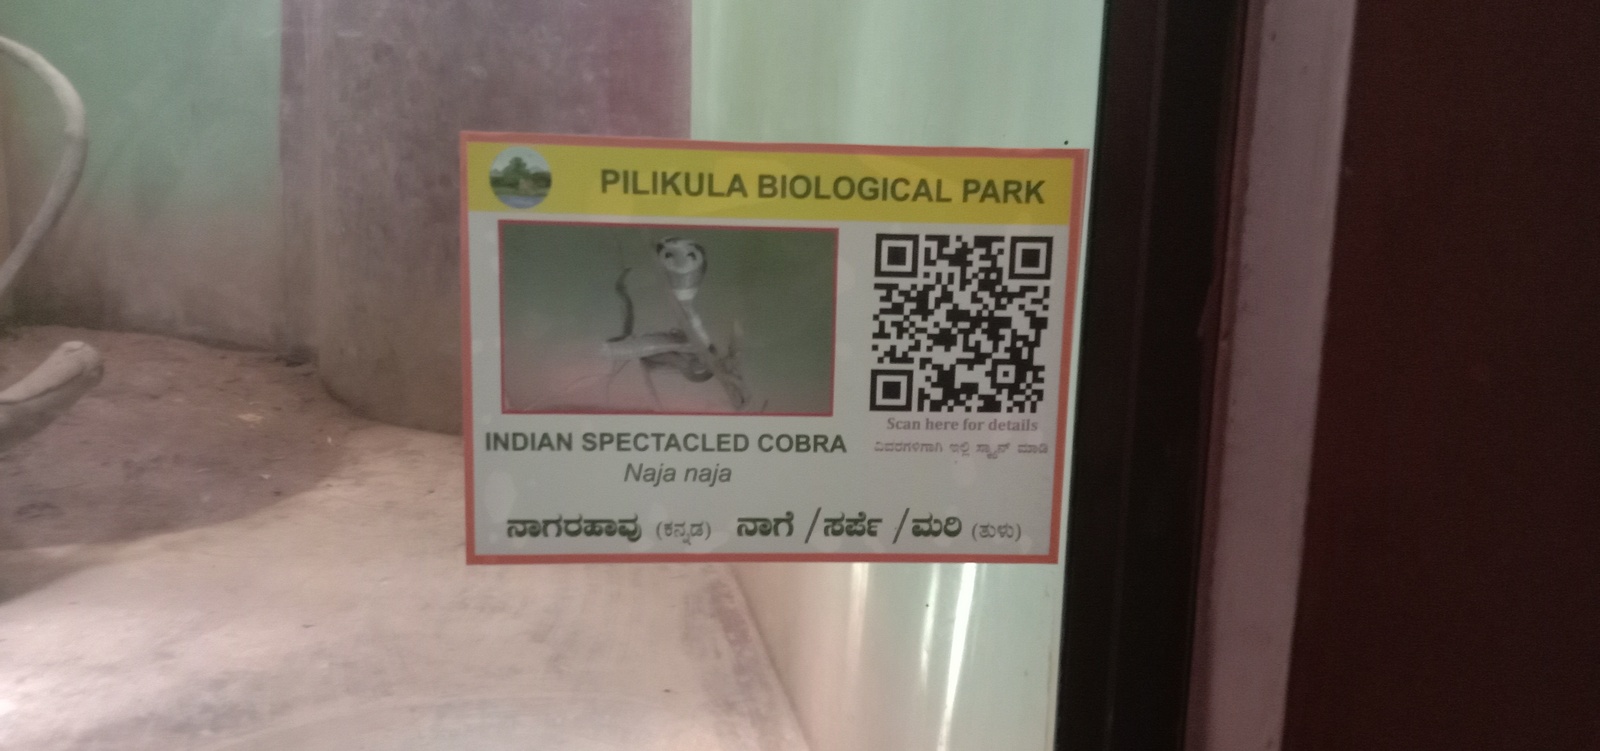 PILIKULA BIOLOGICAL PARK
Scan here for details
ವಿವರಗಳಿಗಾಗಿ ಇಲ್ಲಿ ಸ್ಕ್ಯಾನ್ ಮಾಡಿ
INDIAN SPECTACLED COBRA
Naja naja
ನಾಗರಹಾವು (ಕನ್ನಡ) ನಾಗೆ /ಸರ್ಪೆ /ಮರಿ (ತುಳು)